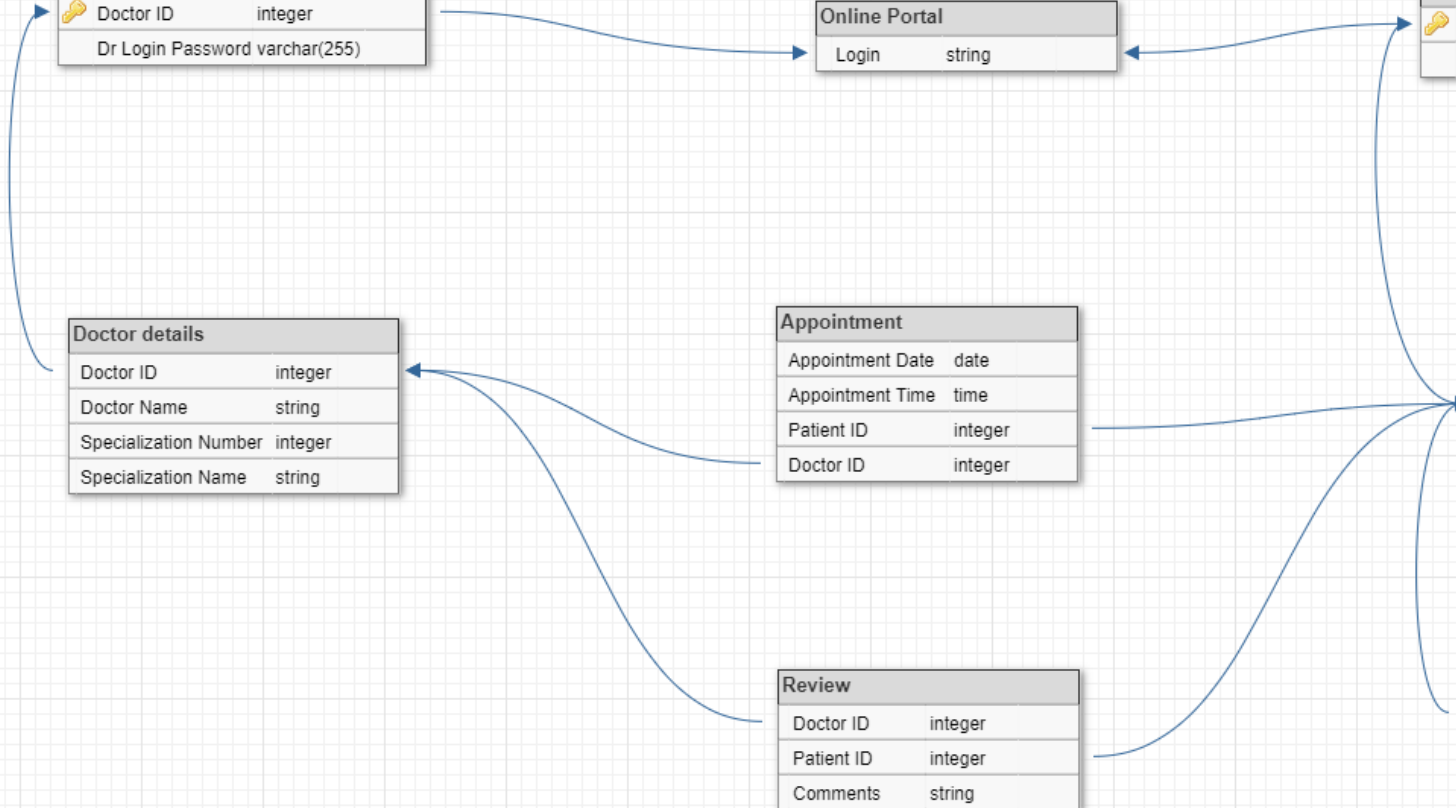 Doctor ID integer
Dr Login Password varchar(255)
Online Portal
Login string
Doctor details
Doctor ID integer
Doctor Name string
Specialization Number integer
Specialization Name string
Appointment
Appointment Date date
Appointment Time time
Patient ID integer
Doctor ID integer
Review
Doctor ID integer
Patient ID integer
Comments string